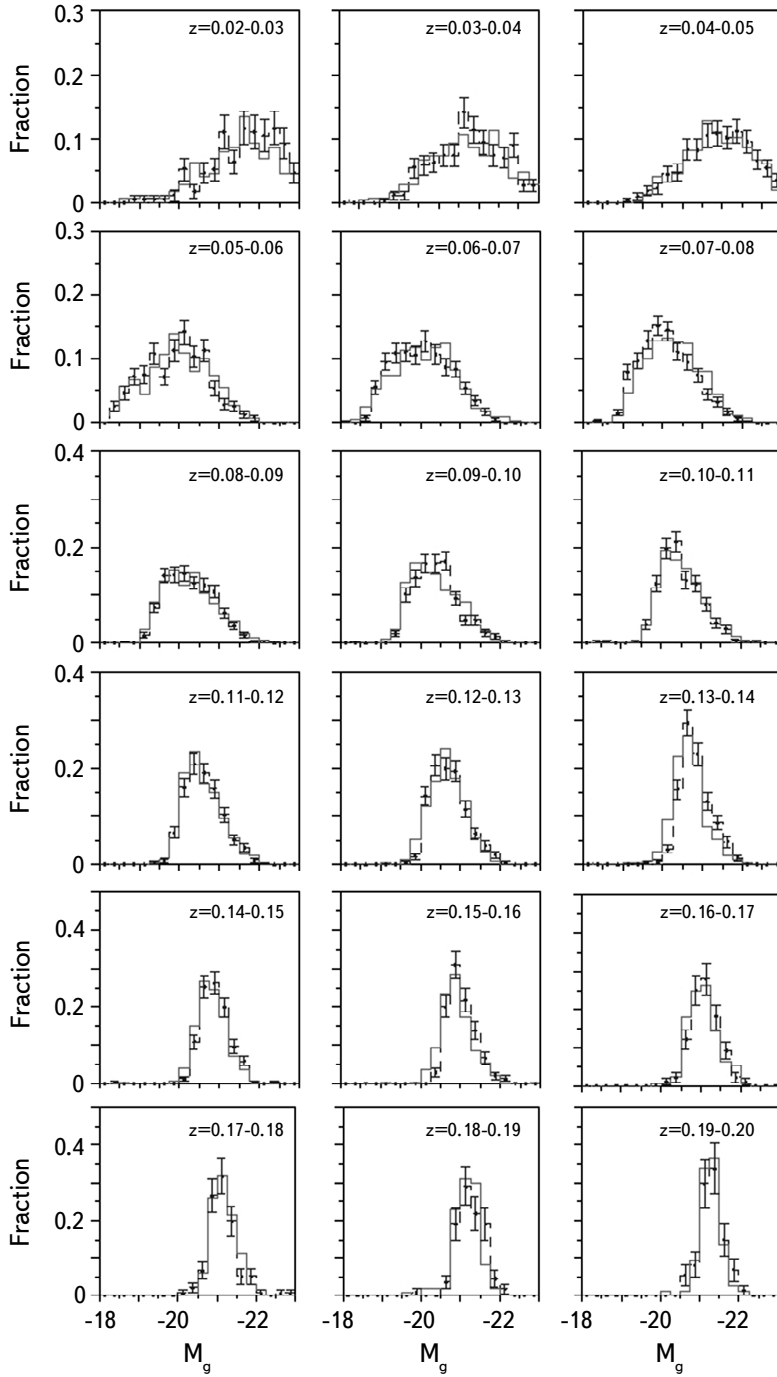 z=0.02-0.03 z=0.03-0.04 z=0.04-0.05
Fraction
0.3
0.2
0.1
0
z=0.05-0.06 z=0.06-0.07 z=0.07-0.08
Fraction
0.3
0.2
0.1
0
z=0.08-0.09 z=0.09-0.10 z=0.10-0.11
Fraction
0.4
0.2
0
z=0.11-0.12 z=0.12-0.13 z=0.13-0.14
Fraction
0.4
0.2
0
z=0.14-0.15 z=0.15-0.16 z=0.16-0.17
Fraction
0.4
0.2
0
z=0.17-0.18 z=0.18-0.19 z=0.19-0.20
Fraction
0.4
0.2
0
-18 -20 -22 -18 -20 -22 -18 -20 -22
Mg Mg Mg